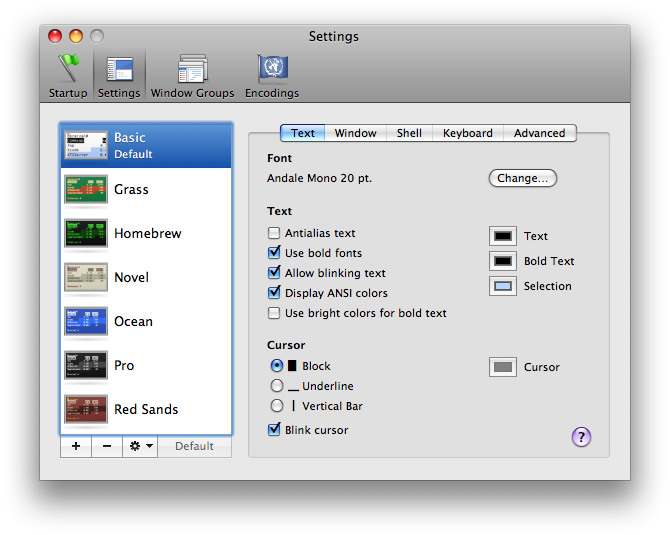 Settings
Startup
Settings
Window Groups
Encodings
Basic
Default
Grass
Homebrew
Novel
Ocean
Pro
Red Sands
+ − Default
Text Window Shell Keyboard Advanced
Font
Andale Mono 20 pt. Change...
Text
Antialias text
Use bold fonts
Allow blinking text
Display ANSI colors
Use bright colors for bold text
Text
Bold Text
Selection
Cursor
Block
Underline
Vertical Bar
Blink cursor
Cursor
?